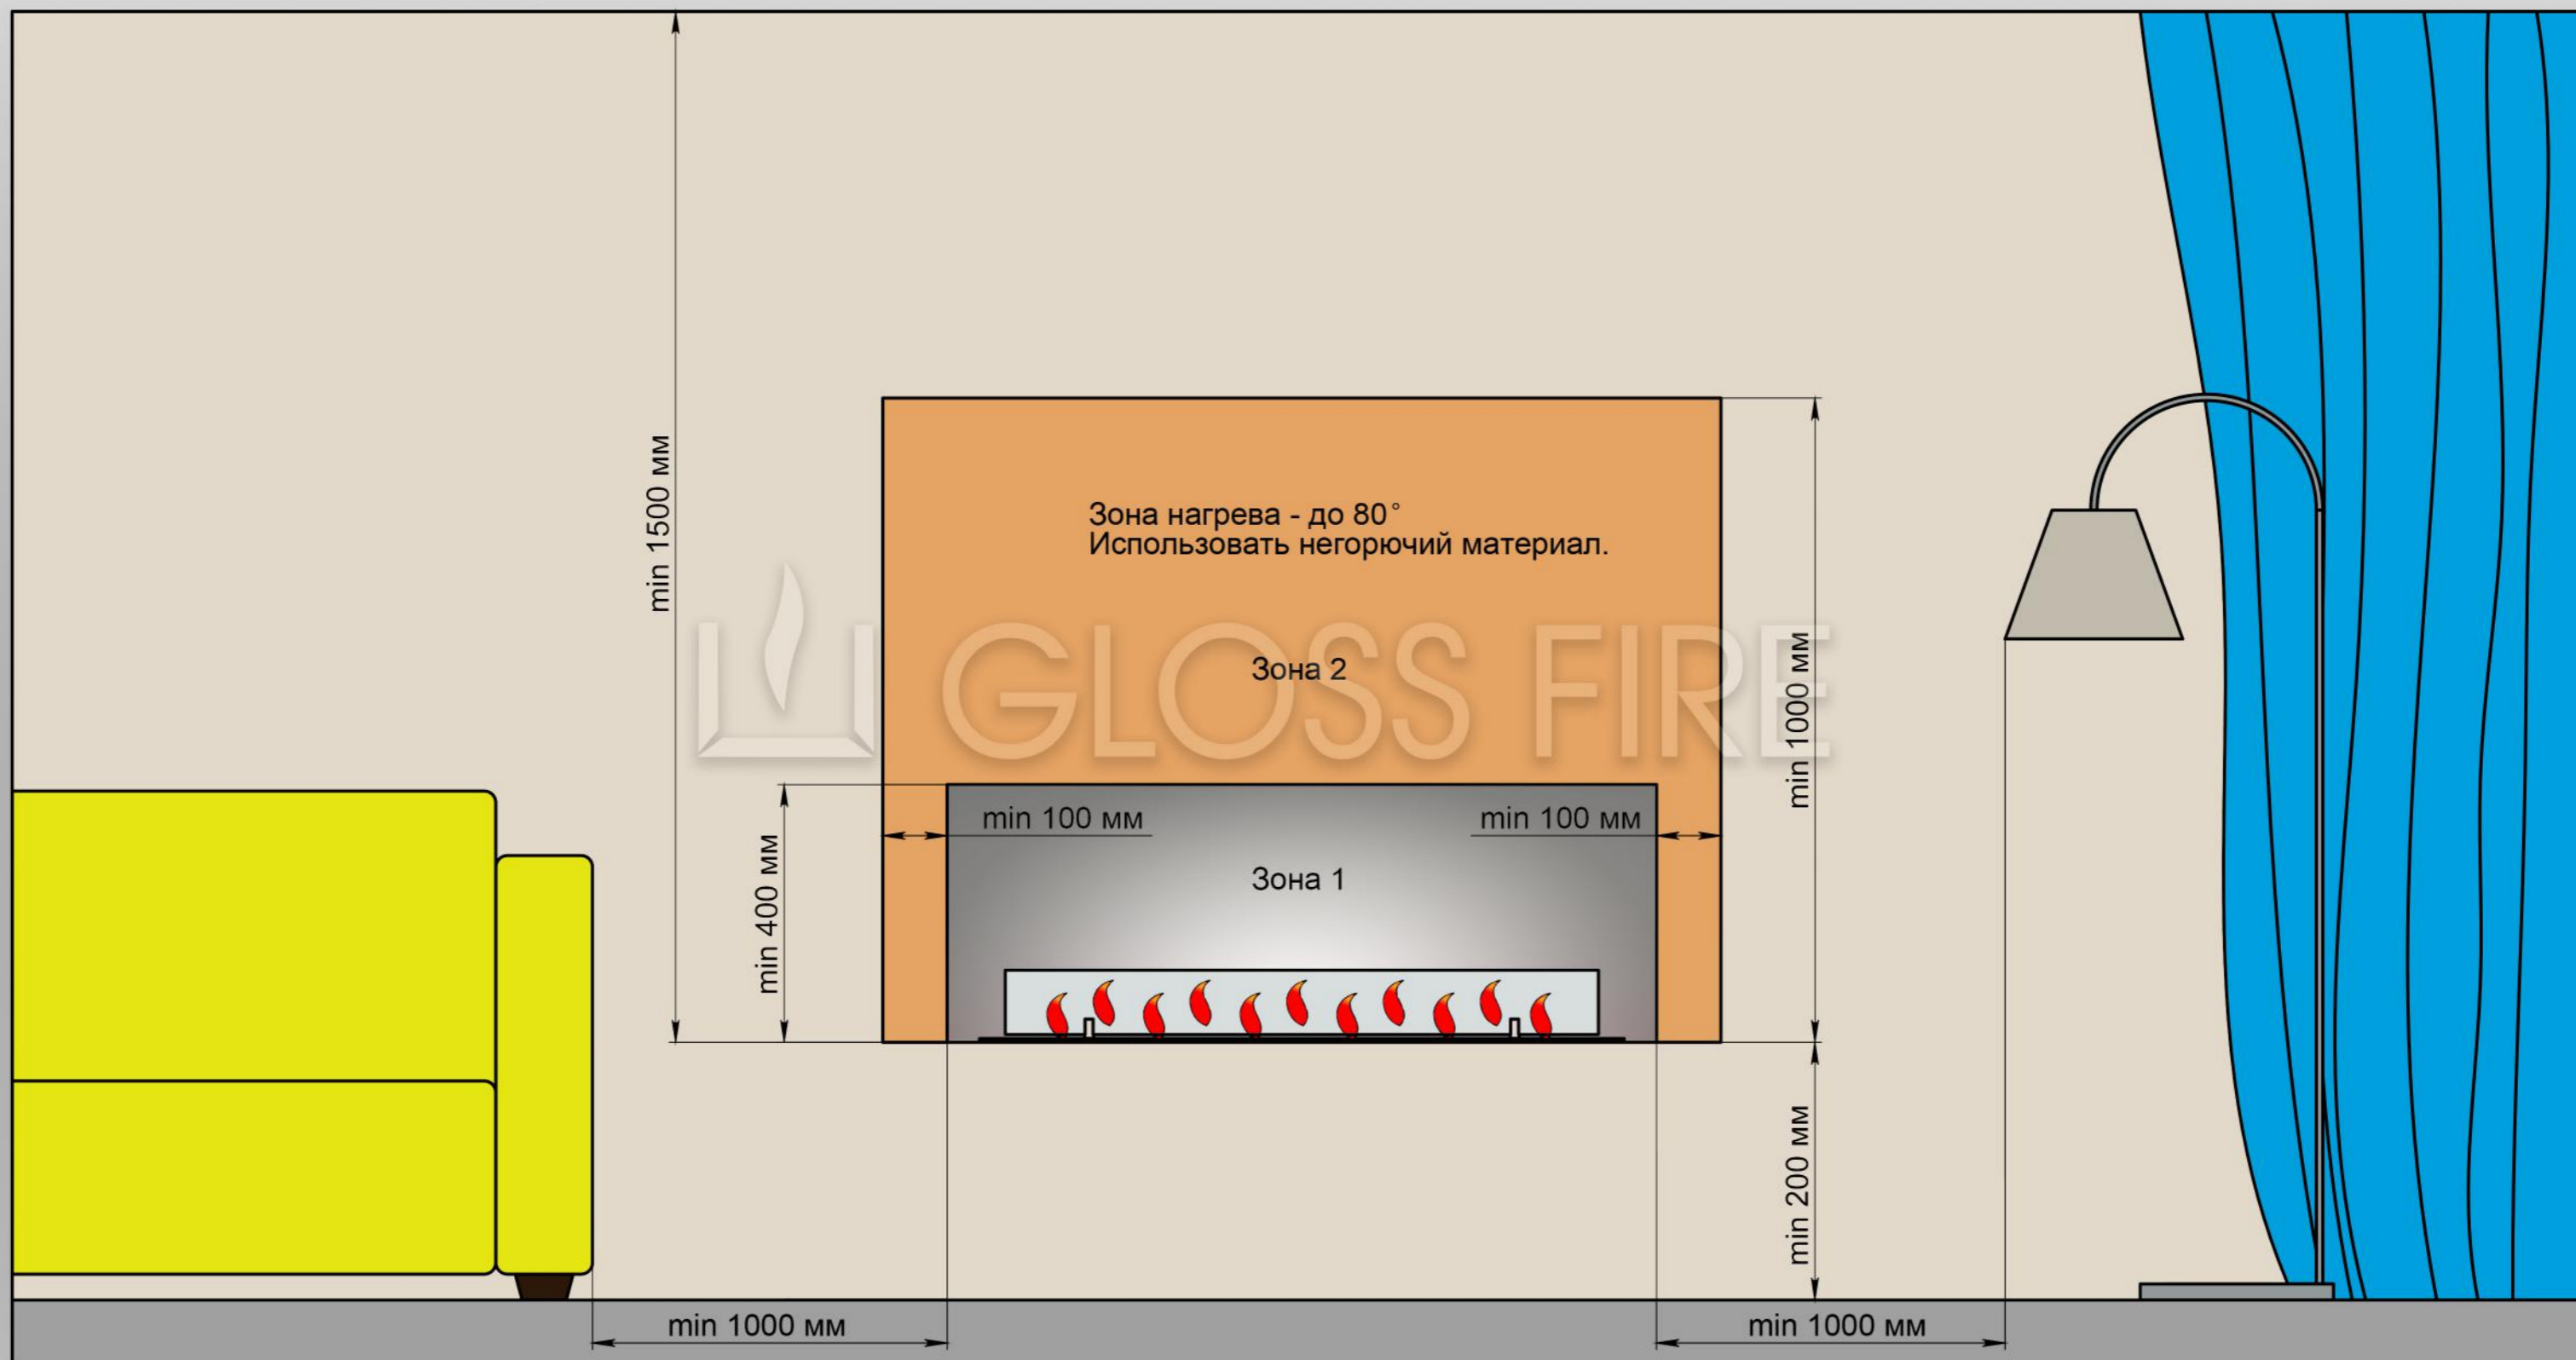 min 1500 мм
Зона нагрева - до 80°
Использовать негорючий материал.
GLOSS FIRE
Зона 2
min 1000 мм
min 400 мм
min 100 мм
min 100 мм
Зона 1
min 200 мм
min 1000 мм
min 1000 мм